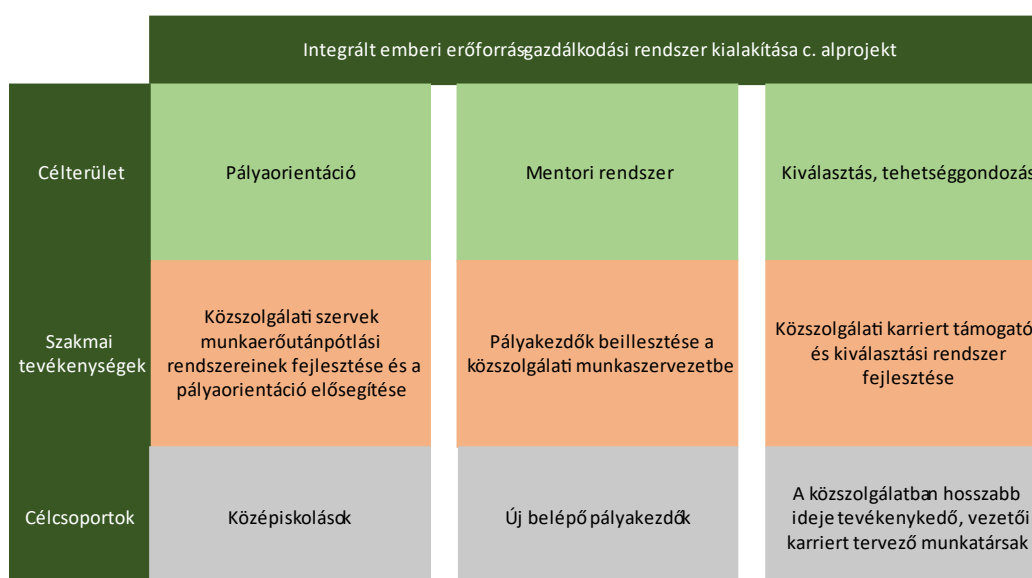 Integrált emberi erőforrásgazdálkodási rendszer kialakítása c. alprojekt
Célterület
Pályaorientáció
Mentori rendszer
Kiválasztás, tehetséggondozás
Szakmai
tevékenységek
Közszolgálati szervek
munkaerőutánpótlási
rendszereinek fejlesztése és a
pályaorientáció elősegítése
Pályakezdők beillesztése a
közszolgálati munkaszervezetbe
Közszolgálati karriert támogató
és kiválasztási rendszer
fejlesztése
Célcsoportok
Középiskolások
Új belépő pályakezdők
A közszolgálatban hosszabb
ideje tevékenykedő, vezetői
karriert tervező munkatársak